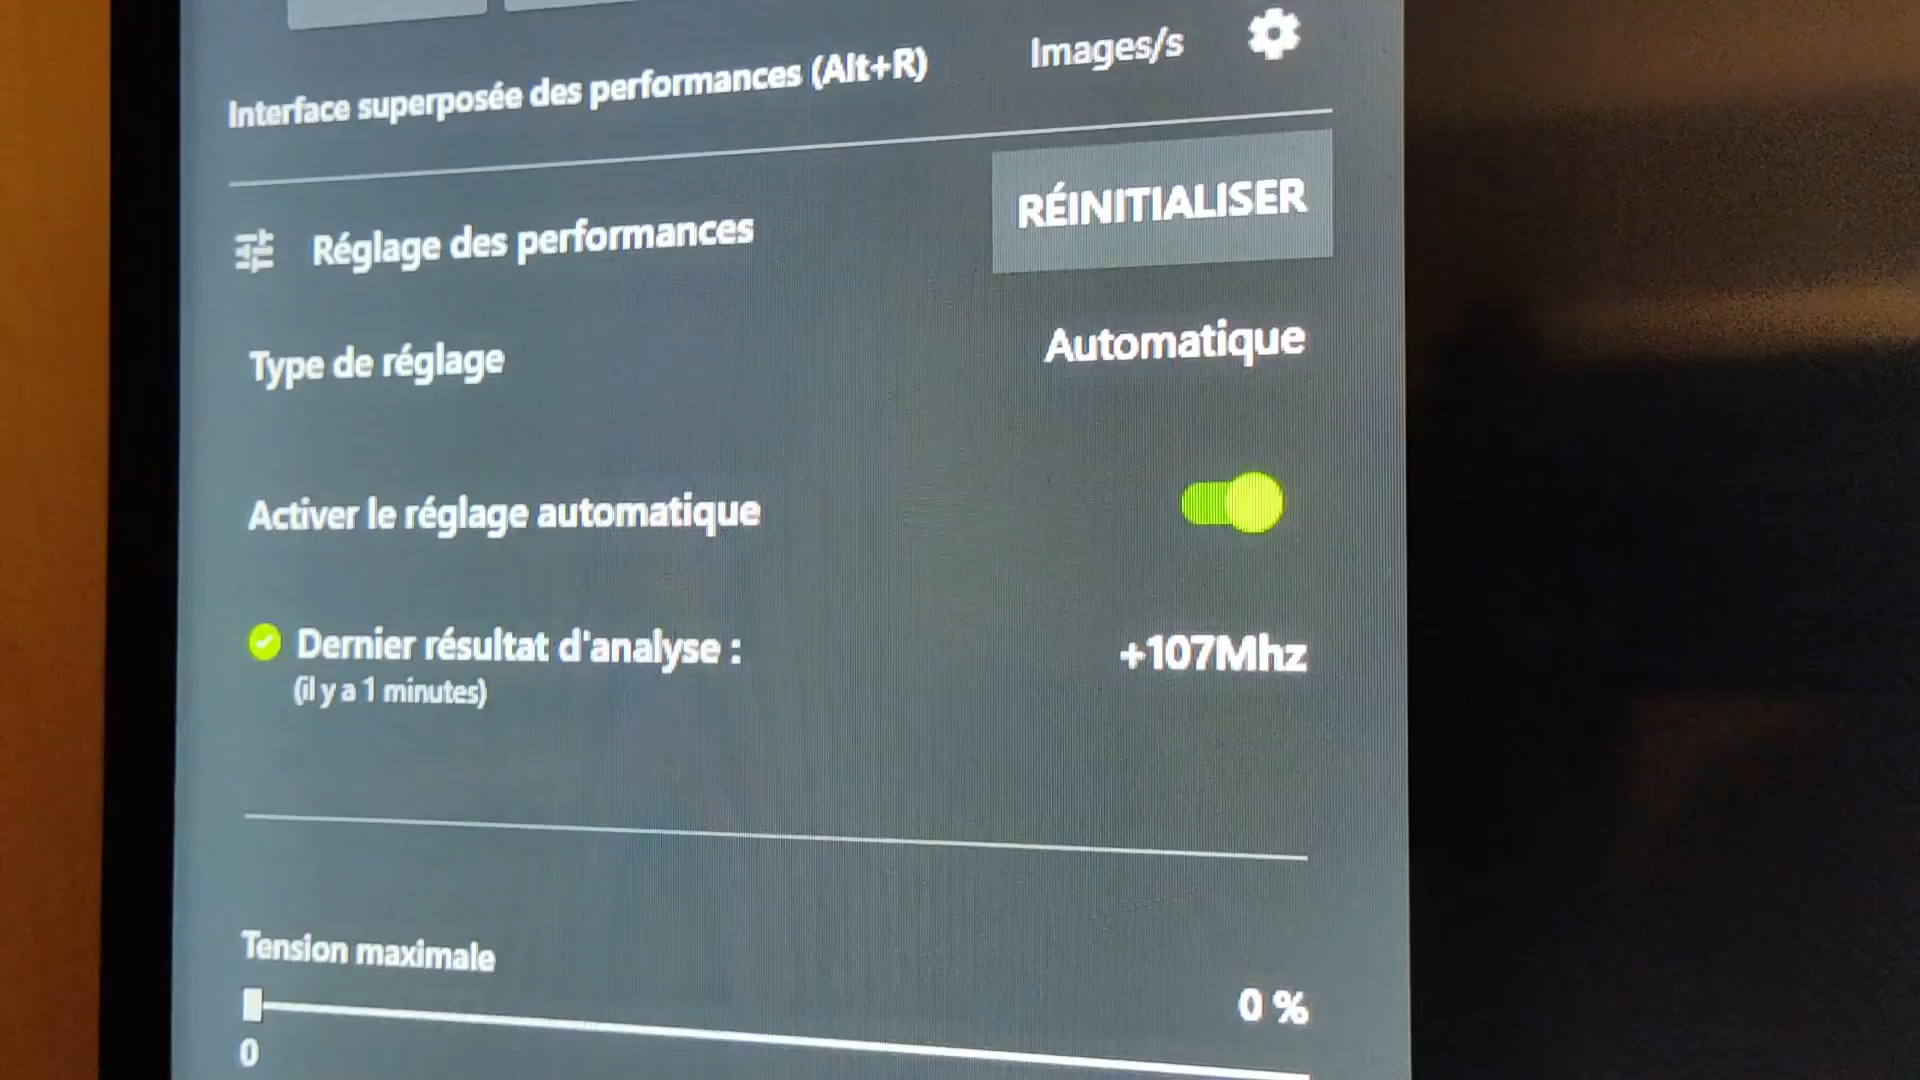 Interface superposée des performances (Alt+R) Images/s
Réglage des performances RÉINITIALISER
Type de réglage Automatique
Activer le réglage automatique
Dernier résultat d'analyse : +107Mhz
(il y a 1 minutes)
Tension maximale
0 %
0